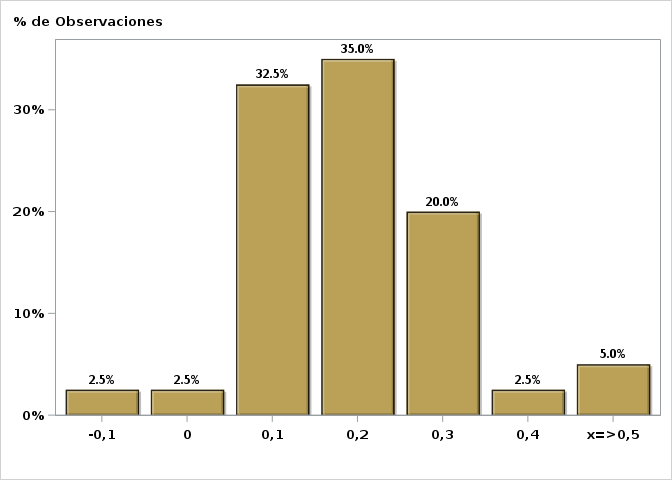 % de Observaciones
35.0%
32.5%
30%
20.0%
20%
10%
5.0%
2.5% 2.5% 2.5%
0%
-0,1 0 0,1 0,2 0,3 0,4 x=>0,5